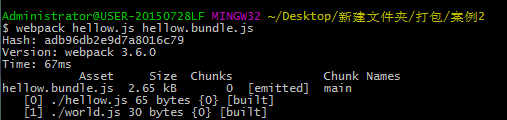 Administrator@USER-20150728LF MINGW32 ~/Desktop/新建文件夹/打包/案例2
$ webpack hellow.js hellow.bundle.js
Hash: adb96db2e9d7a8016c79
Version: webpack 3.6.0
Time: 67ms
Asset Size Chunks Chunk Names
hellow.bundle.js 2.65 kB 0 [emitted] main
[0] ./hellow.js 65 bytes {0} [built]
[1] ./world.js 30 bytes {0} [built]